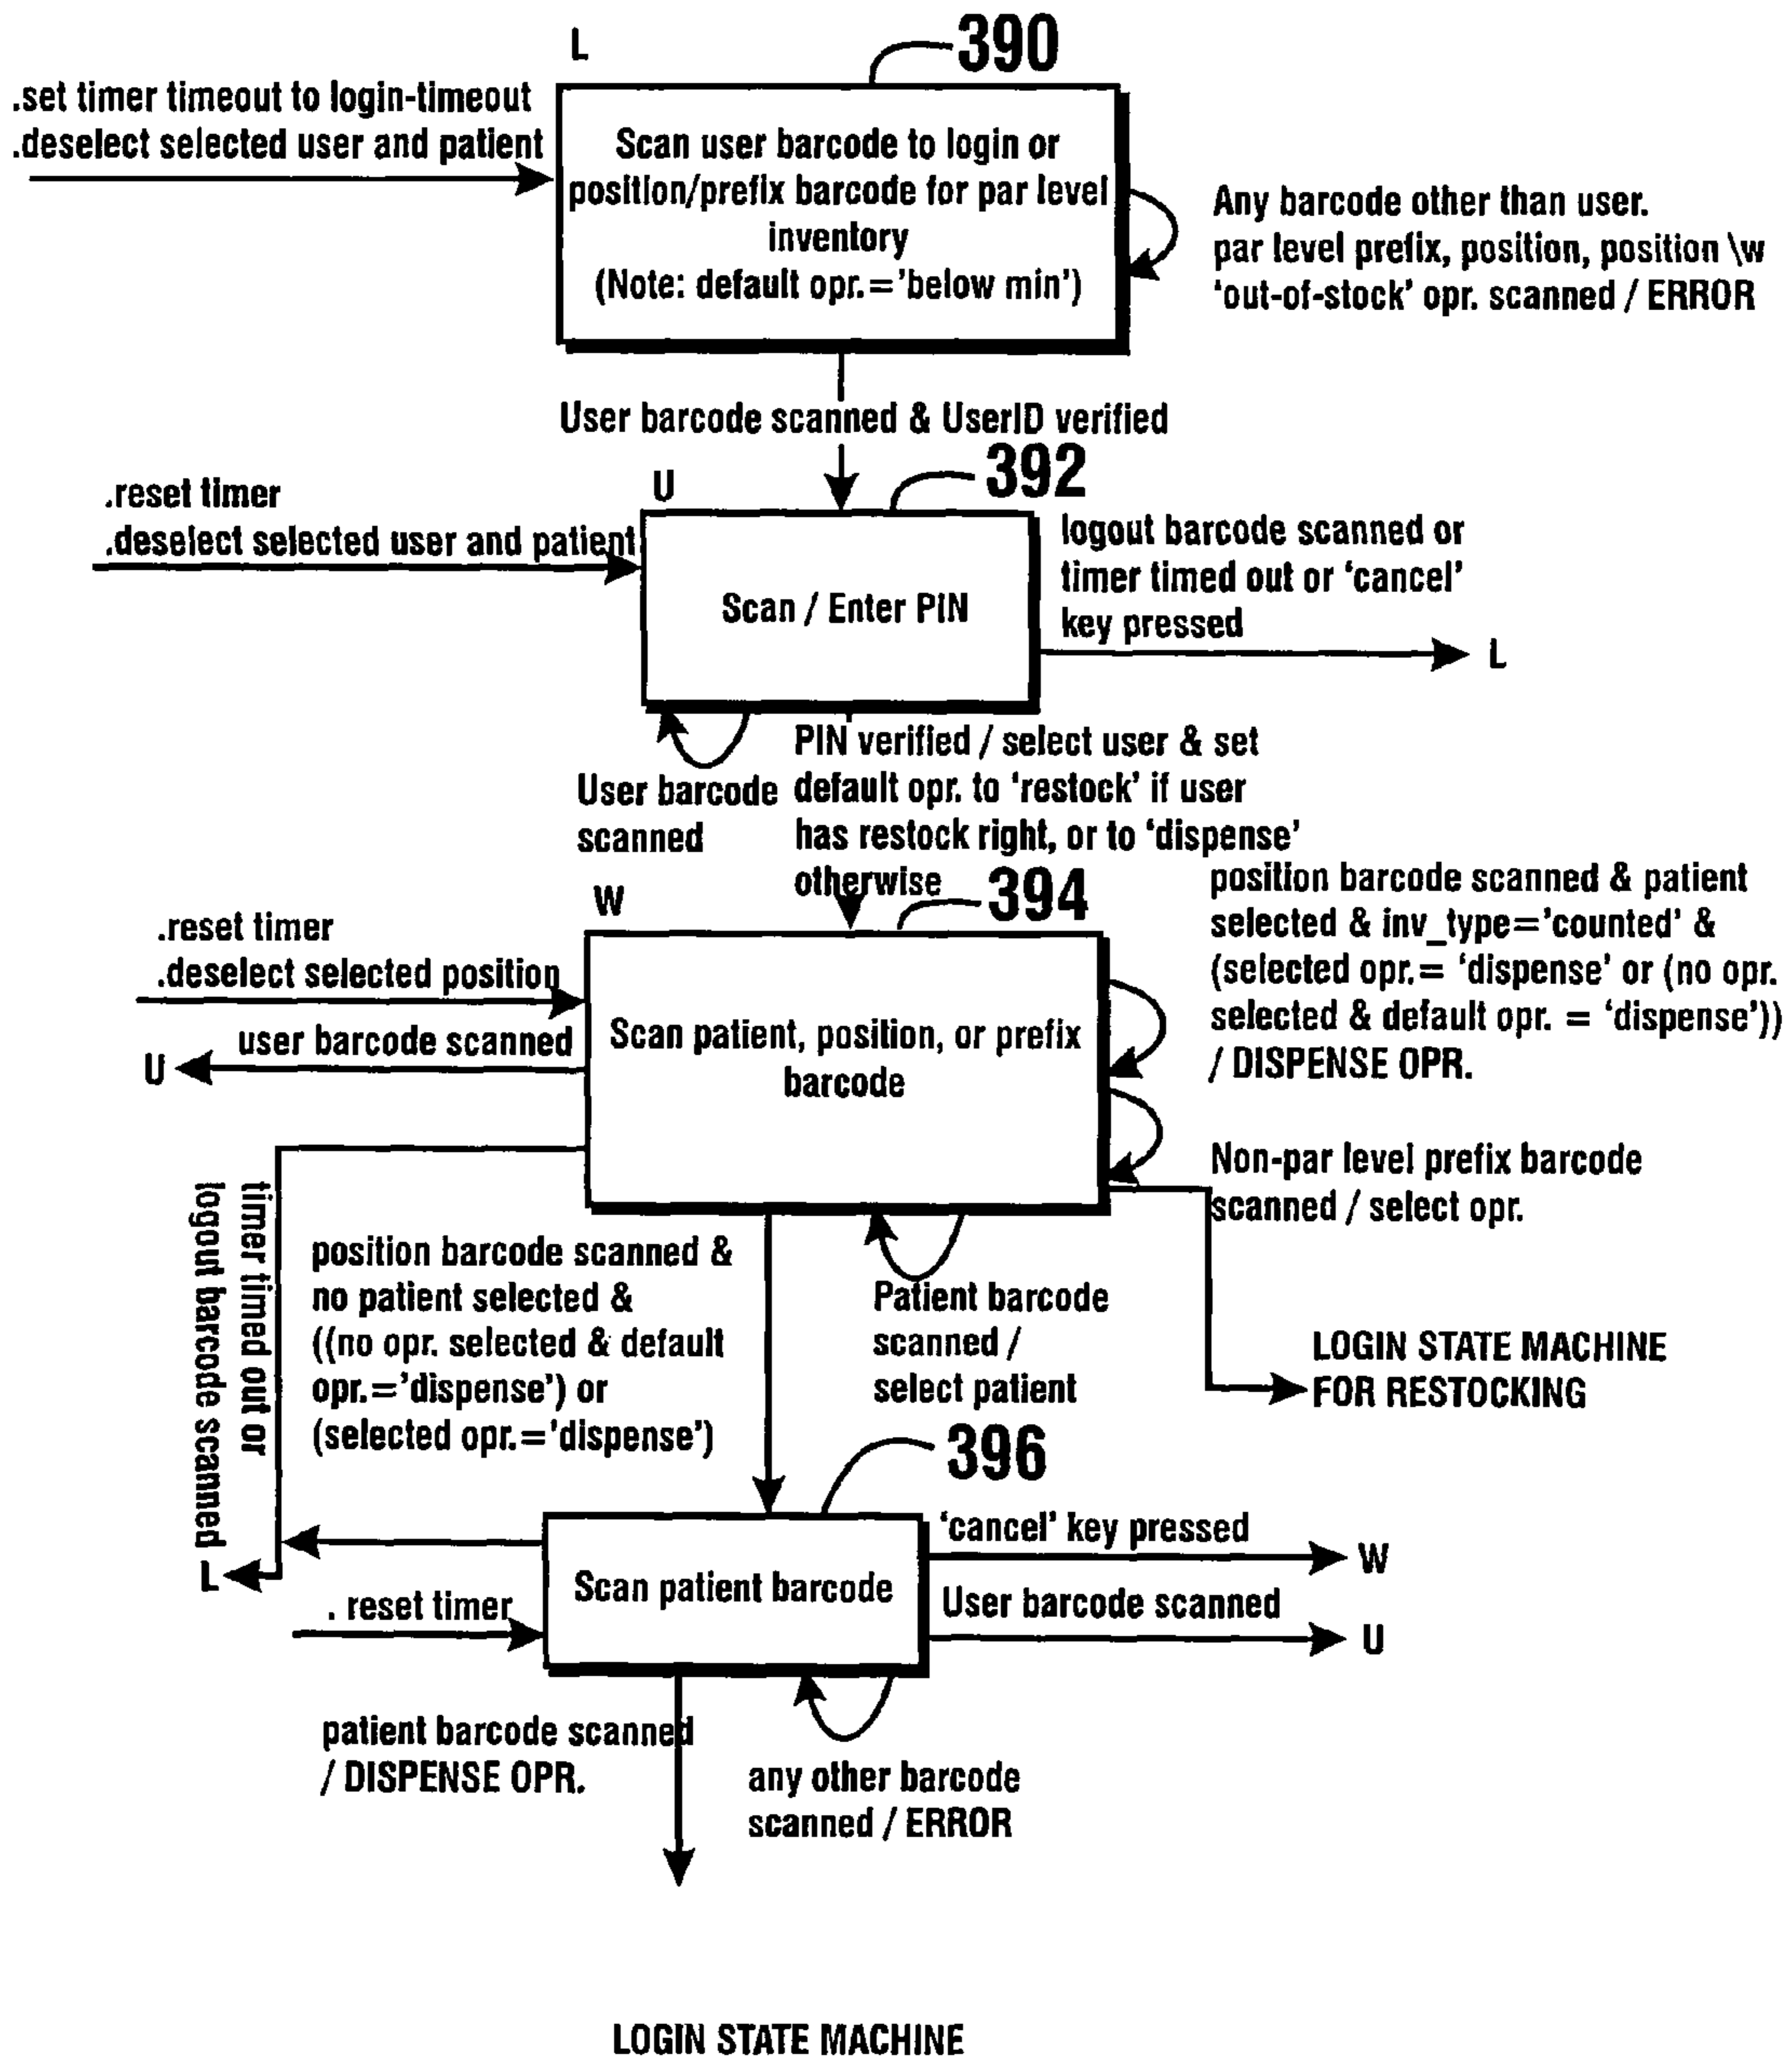 L
390
.set timer timeout to login-timeout
.deselect selected user and patient
Scan user barcode to login or
position/prefix barcode for par level
inventory
(Note: default opr.='below min')
Any barcode other than user.
par level prefix, position, position \w
'out-of-stock' opr. scanned / ERROR
User barcode scanned & UserID verified
392
U
.reset timer
.deselect selected user and patient
Scan / Enter PIN
logout barcode scanned or
timer timed out or 'cancel'
key pressed
L
User barcode
scanned
PIN verified / select user & set
default opr. to 'restock' if user
has restock right, or to 'dispense'
otherwise
394
W
.reset timer
.deselect selected position
user barcode scanned
U
Scan patient, position, or prefix
barcode
position barcode scanned & patient
selected & inv_type='counted' &
(selected opr.= 'dispense' or (no opr.
selected & default opr. = 'dispense'))
/ DISPENSE OPR.
Non-par level prefix barcode
scanned / select opr.
LOGIN STATE MACHINE
FOR RESTOCKING
timer timed out or
logout barcode scanned
L
position barcode scanned &
no patient selected &
((no opr. selected & default
opr.='dispense') or
(selected opr.='dispense')
Patient barcode
scanned /
select patient
396
Scan patient barcode
'cancel' key pressed
W
User barcode scanned
U
. reset timer
patient barcode scanned
/ DISPENSE OPR.
any other barcode
scanned / ERROR
LOGIN STATE MACHINE